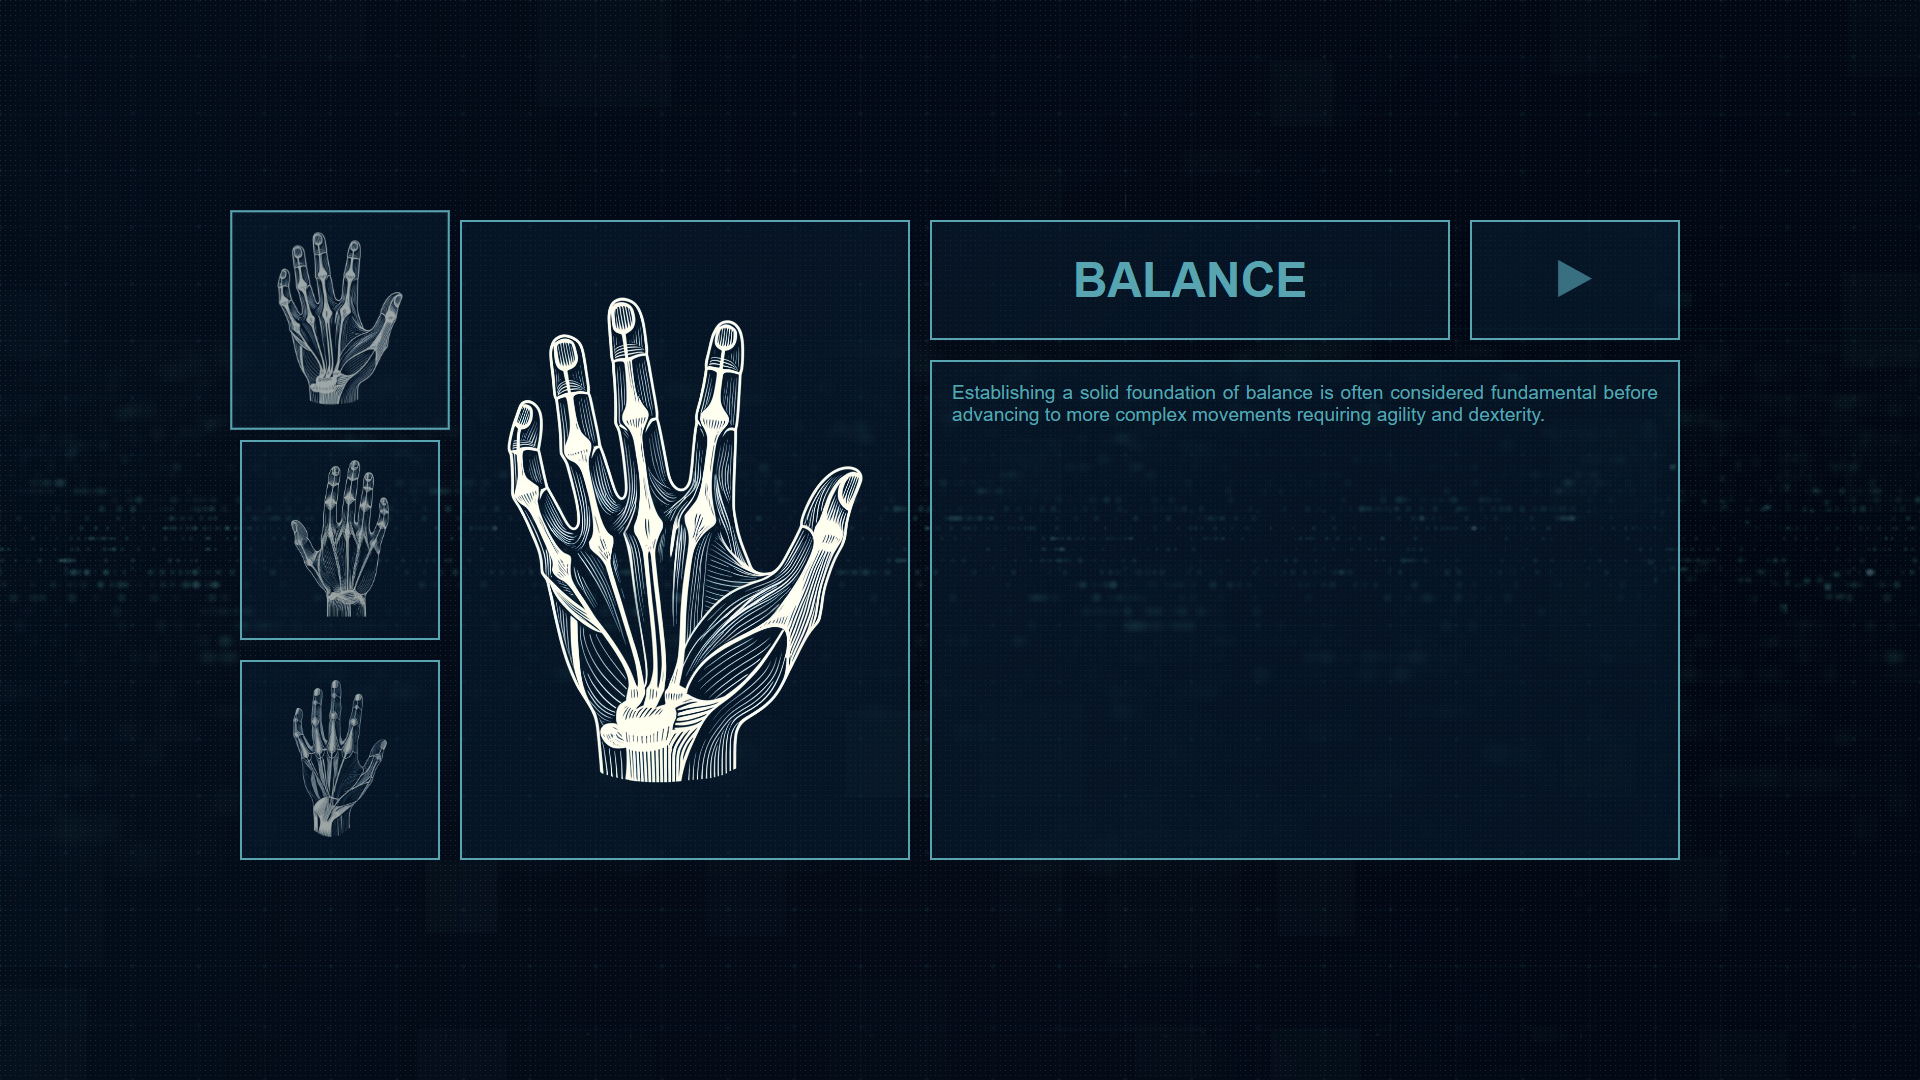 BALANCE
Establishing a solid foundation of balance is often considered fundamental before
advancing to more complex movements requiring agility and dexterity.